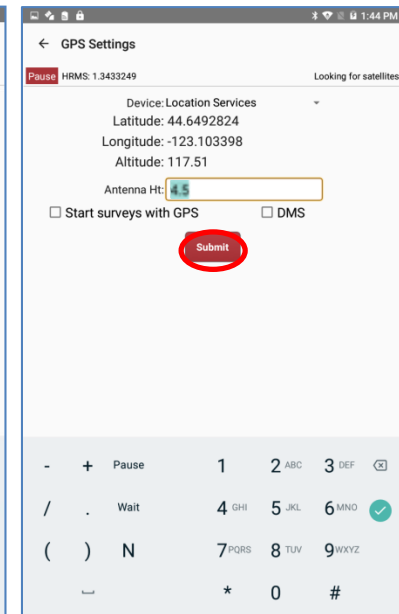 1:44 PM
← GPS Settings
Pause HRMS: 1.3433249 Looking for satellites
Device: Location Services
Latitude: 44.6492824
Longitude: -123.103398
Altitude: 117.51
Antenna Ht: 4.5
Start surveys with GPS DMS
Submit
- + Pause 1 2 ABC 3 DEF
/ . Wait 4 GHI 5 JKL 6 MNO
( ) N 7 PQRS 8 TUV 9 WXYZ
* 0 #